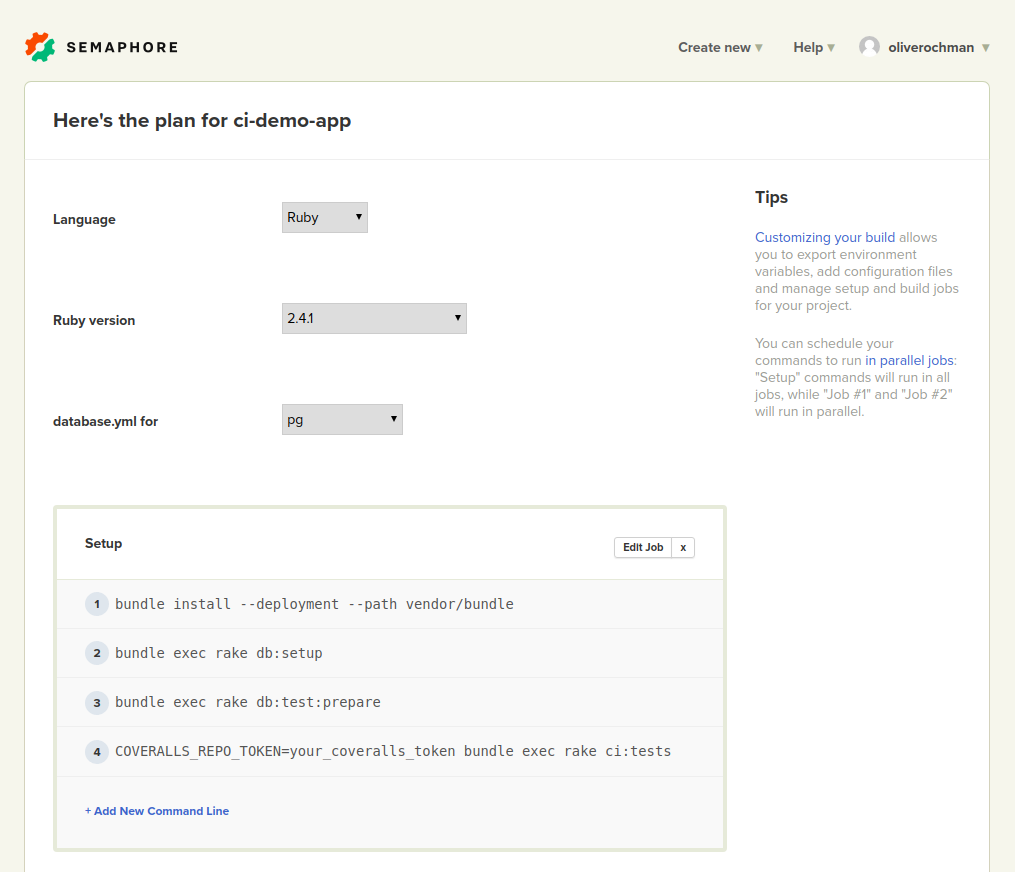 SEMAPHORE
Create new ▾ Help ▾ oliverochman ▾
Here's the plan for ci-demo-app
Language
Ruby
Ruby version
2.4.1
database.yml for
pg
Setup
Edit Job x
1 bundle install --deployment --path vendor/bundle
2 bundle exec rake db:setup
3 bundle exec rake db:test:prepare
4 COVERALLS_REPO_TOKEN=your_coveralls_token bundle exec rake ci:tests
+ Add New Command Line
Tips
Customizing your build allows
you to export environment
variables, add configuration files
and manage setup and build jobs
for your project.
You can schedule your
commands to run in parallel jobs:
"Setup" commands will run in all
jobs, while "Job #1" and "Job #2"
will run in parallel.